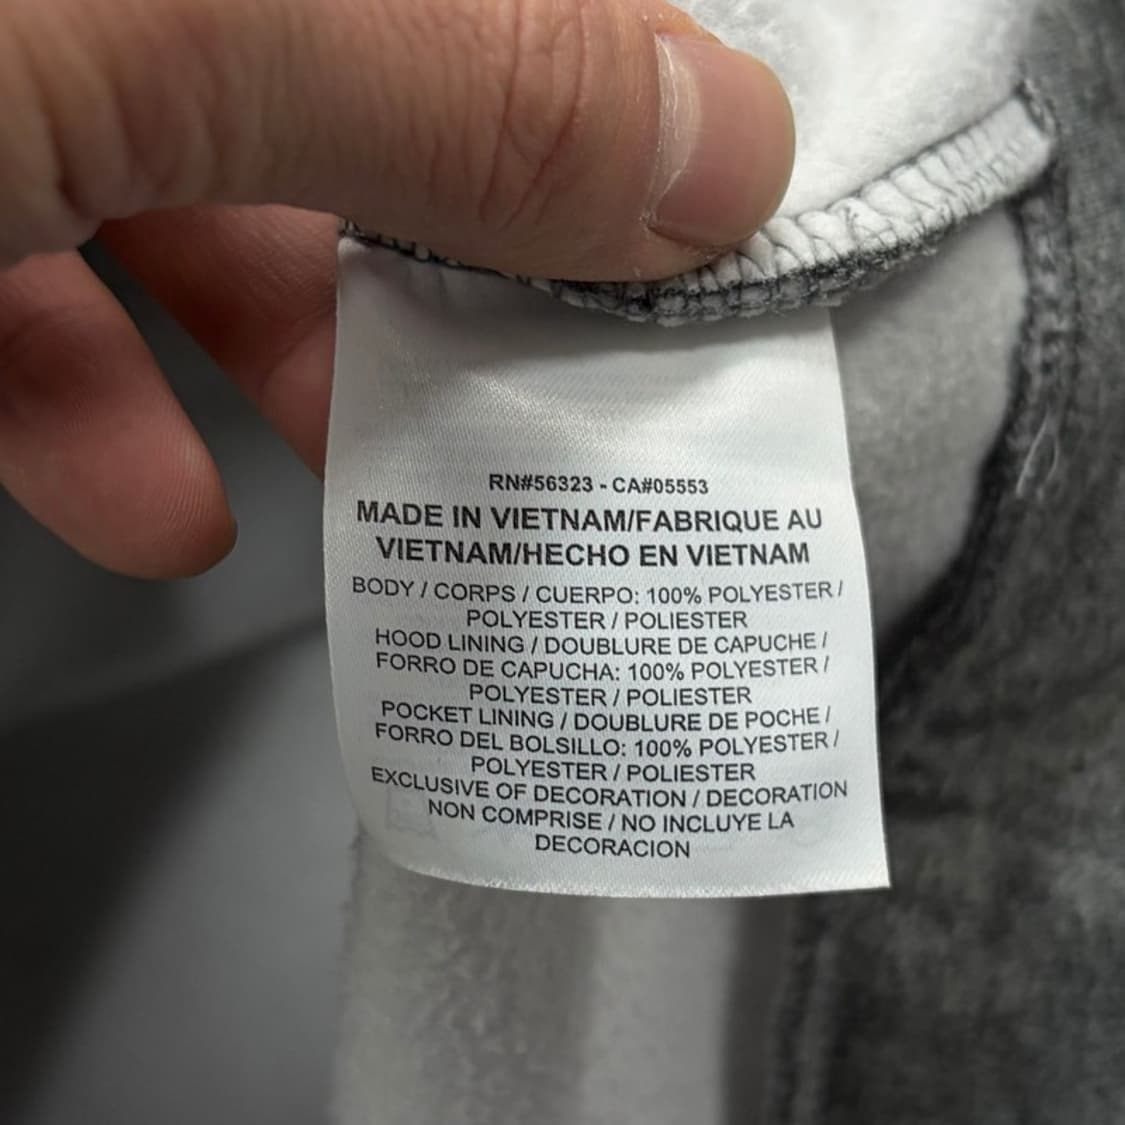 RN#56323 - CA#05553
MADE IN VIETNAM/FABRIQUE AU
VIETNAM/HECHO EN VIETNAM
BODY / CORPS / CUERPO: 100% POLYESTER /
POLYESTER / POLIESTER
HOOD LINING / DOUBLURE DE CAPUCHE /
FORRO DE CAPUCHA: 100% POLYESTER /
POLYESTER / POLIESTER
POCKET LINING / DOUBLURE DE POCHE /
FORRO DEL BOLSILLO: 100% POLYESTER /
POLYESTER / POLIESTER
EXCLUSIVE OF DECORATION / DECORATION
NON COMPRISE / NO INCLUYE LA
DECORACION